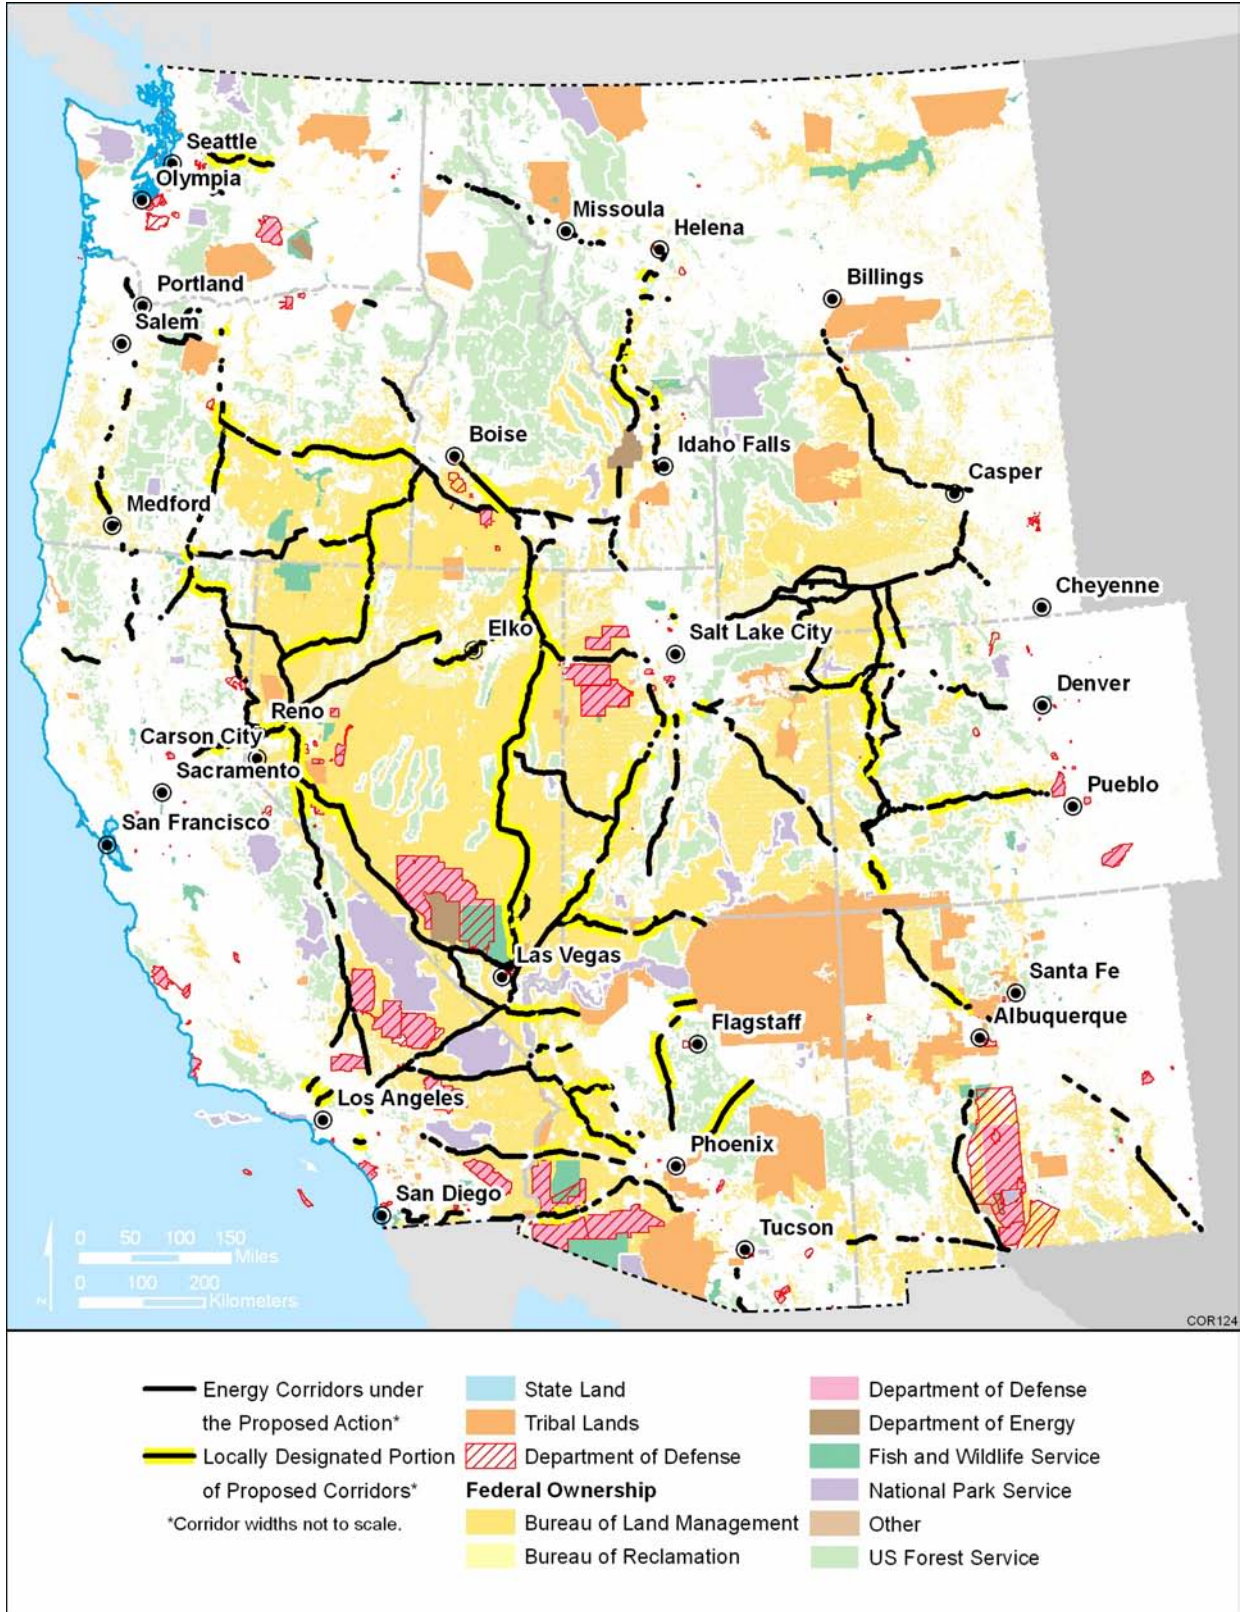 Seattle
Olympia
Missoula
Helena
Billings
Portland
Salem
Boise
Idaho Falls
Casper
Medford
Cheyenne
Elko
Salt Lake City
Denver
Reno
Carson City
Sacramento
Pueblo
San Francisco
Las Vegas
Santa Fe
Albuquerque
Flagstaff
Los Angeles
Phoenix
San Diego
Tucson
0 50 100 150
Miles
0 100 200
Kilometers
N
COR124
Energy Corridors under
the Proposed Action*
Locally Designated Portion
of Proposed Corridors*
*Corridor widths not to scale.
State Land
Tribal Lands
Department of Defense
Federal Ownership
Bureau of Land Management
Bureau of Reclamation
Department of Defense
Department of Energy
Fish and Wildlife Service
National Park Service
Other
US Forest Service